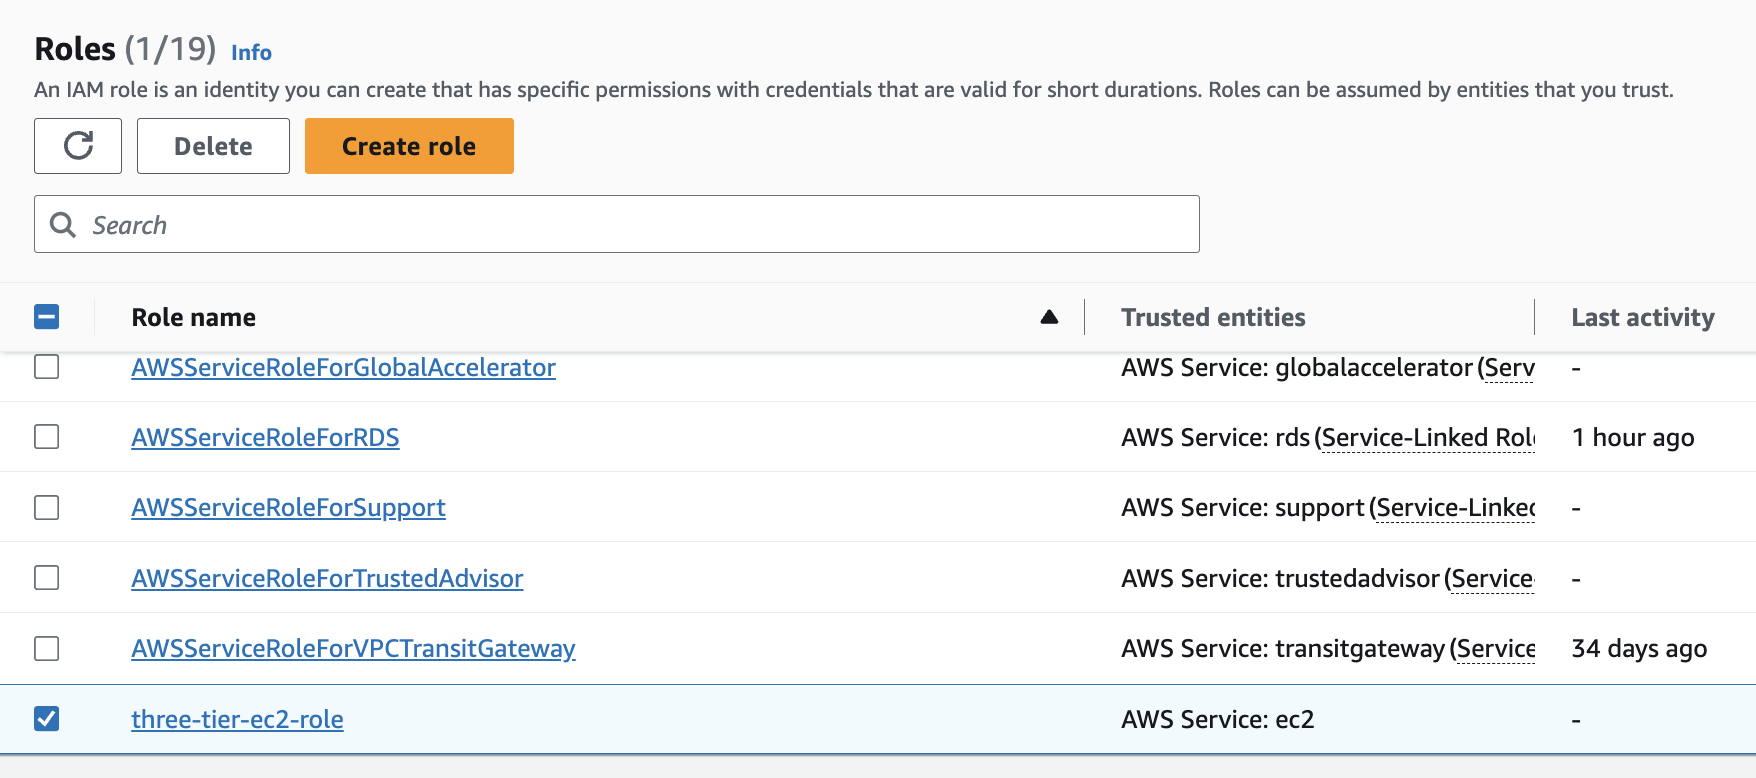 Roles (1/19) Info
An IAM role is an identity you can create that has specific permissions with credentials that are valid for short durations. Roles can be assumed by entities that you trust.
Delete Create role
Search
Role name Trusted entities Last activity
AWSServiceRoleForGlobalAccelerator AWS Service: globalaccelerator (Serv -
AWSServiceRoleForRDS AWS Service: rds (Service-Linked Rol 1 hour ago
AWSServiceRoleForSupport AWS Service: support (Service-Linked -
AWSServiceRoleForTrustedAdvisor AWS Service: trustedadvisor (Service- -
AWSServiceRoleForVPCTransitGateway AWS Service: transitgateway (Service 34 days ago
three-tier-ec2-role AWS Service: ec2 -